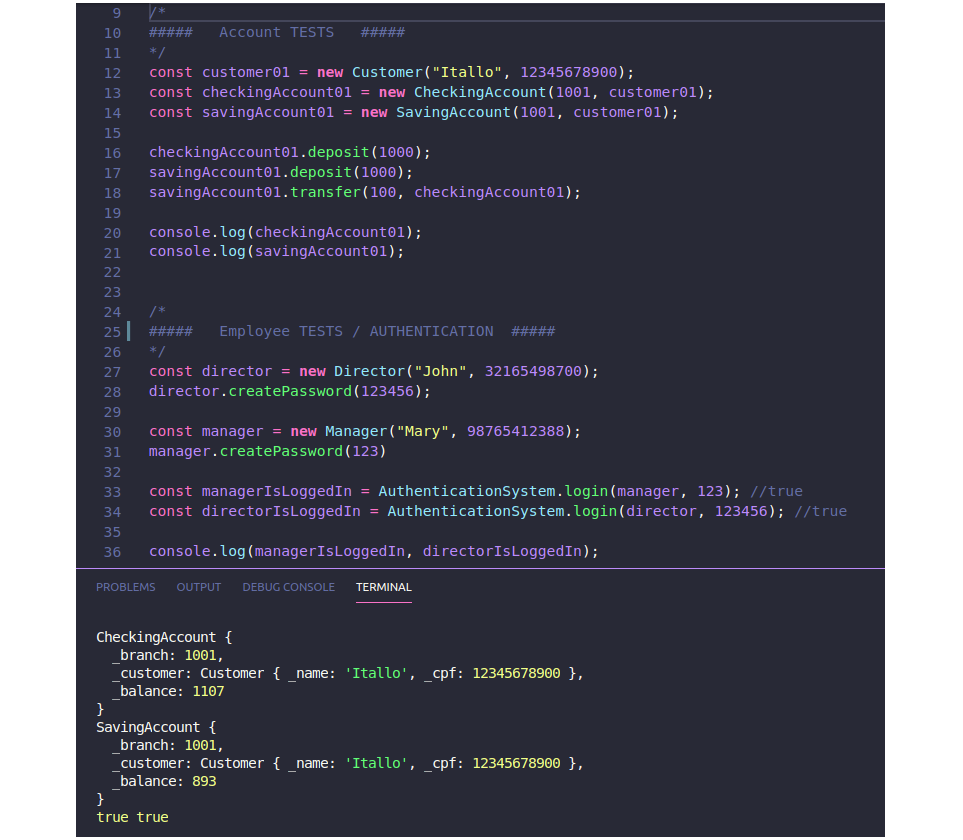 9 /*
10 ##### Account TESTS #####
11 */
12 const customer01 = new Customer("Itallo", 12345678900);
13 const checkingAccount01 = new CheckingAccount(1001, customer01);
14 const savingAccount01 = new SavingAccount(1001, customer01);
15
16 checkingAccount01.deposit(1000);
17 savingAccount01.deposit(1000);
18 savingAccount01.transfer(100, checkingAccount01);
19
20 console.log(checkingAccount01);
21 console.log(savingAccount01);
22
23
24 /*
25 ##### Employee TESTS / AUTHENTICATION #####
26 */
27 const director = new Director("John", 32165498700);
28 director.createPassword(123456);
29
30 const manager = new Manager("Mary", 98765412388);
31 manager.createPassword(123)
32
33 const managerIsLoggedIn = AuthenticationSystem.login(manager, 123); //true
34 const directorIsLoggedIn = AuthenticationSystem.login(director, 123456); //true
35
36 console.log(managerIsLoggedIn, directorIsLoggedIn);
PROBLEMS OUTPUT DEBUG CONSOLE TERMINAL
CheckingAccount {
_branch: 1001,
_customer: Customer { _name: 'Itallo', _cpf: 12345678900 },
_balance: 1107
}
SavingAccount {
_branch: 1001,
_customer: Customer { _name: 'Itallo', _cpf: 12345678900 },
_balance: 893
}
true true